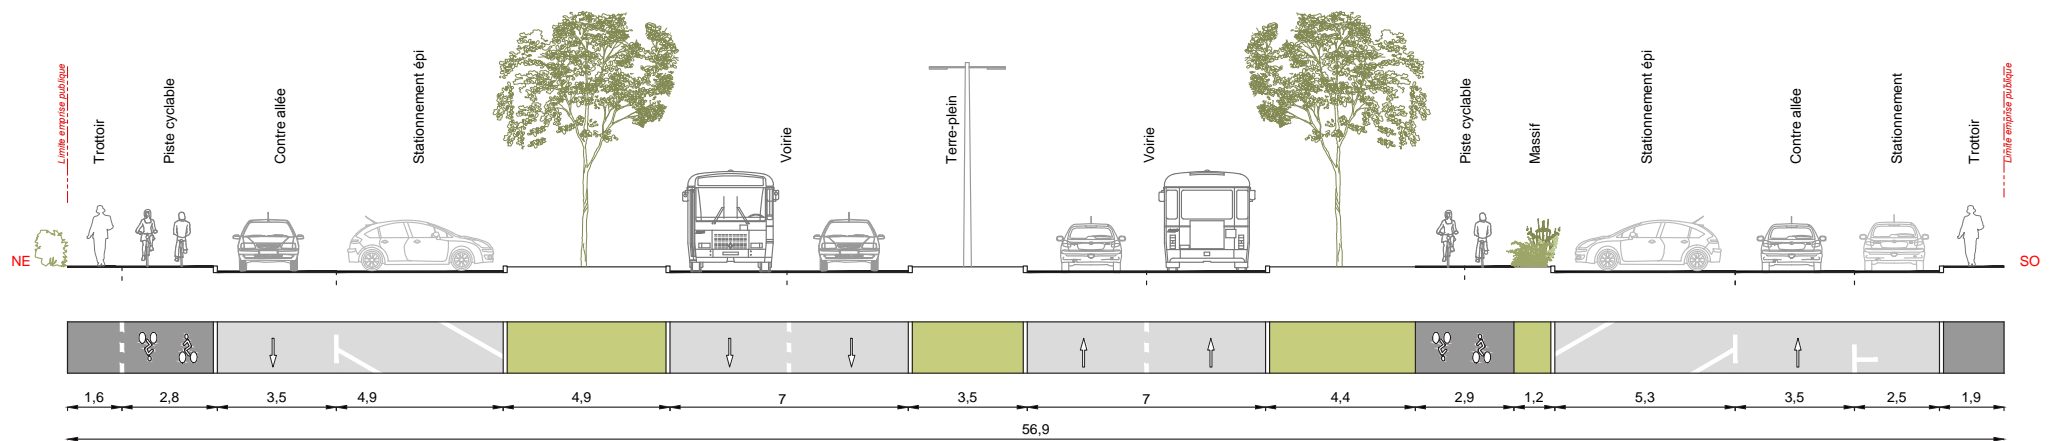 Limite emprise publique
Trottoir
Piste cyclable
Contre allée
Stationnement épi
Voirie
Terre-plein
Voirie
Piste cyclable
Massif
Stationnement épi
Contre allée
Stationnement
Trottoir
Limite emprise publique
NE
SO
1,6
2,8
3,5
4,9
4,9
7
3,5
7
4,4
2,9
1,2
5,3
3,5
2,5
1,9
56,9